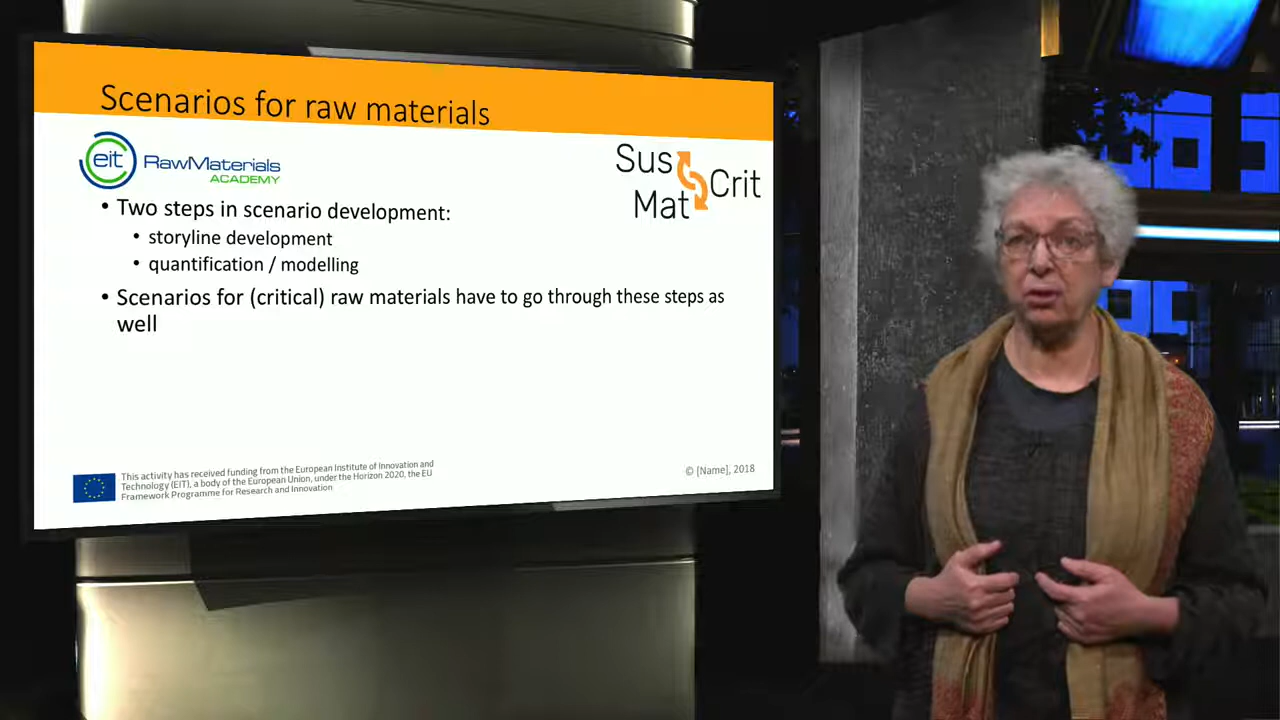 Scenarios for raw materials
eit RawMaterials
ACADEMY
Sus Crit
Mat
• Two steps in scenario development:
• storyline development
• quantification / modelling
• Scenarios for (critical) raw materials have to go through these steps as
well
This activity has received funding from the European Institute of Innovation and
Technology (EIT), a body of the European Union, under the Horizon 2020, the EU
Framework Programme for Research and Innovation
© [Name], 2018